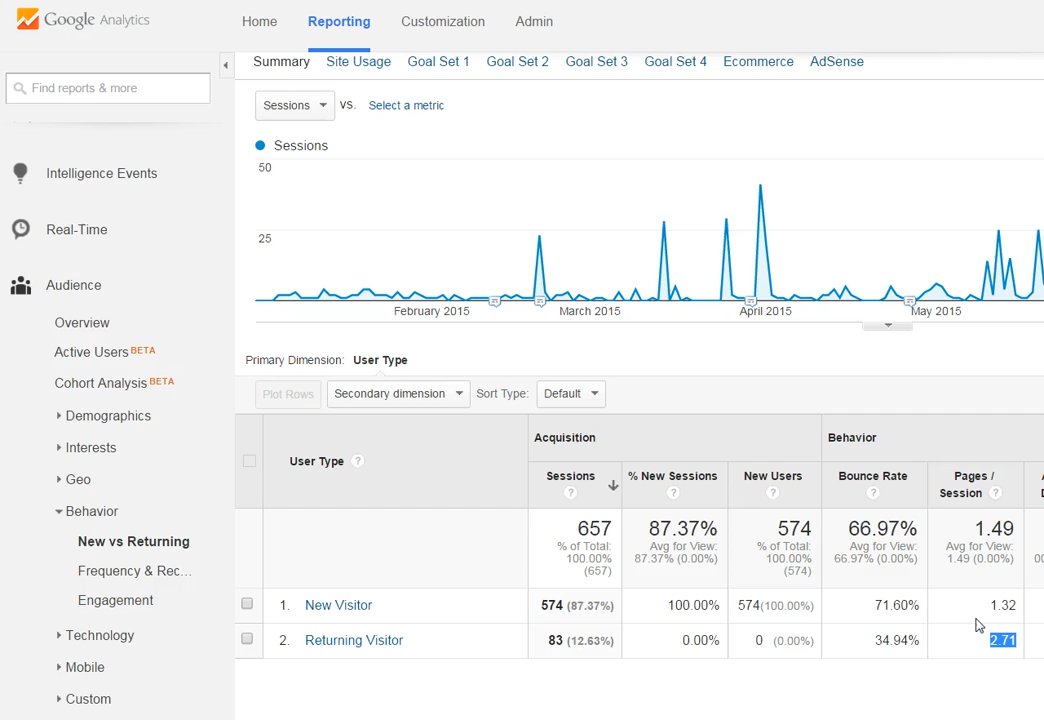 Google Analytics
Home Reporting Customization Admin
Find reports & more
Intelligence Events
Real-Time
Audience
Overview
Active Users BETA
Cohort Analysis BETA
Demographics
Interests
Geo
Behavior
New vs Returning
Frequency & Rec...
Engagement
Technology
Mobile
Custom
Summary Site Usage Goal Set 1 Goal Set 2 Goal Set 3 Goal Set 4 Ecommerce AdSense
Sessions VS. Select a metric
Sessions
50
25
February 2015 March 2015 April 2015 May 2015
Primary Dimension: User Type
Plot Rows Secondary dimension Sort Type: Default
Acquisition Behavior
User Type ?
Sessions % New Sessions New Users Bounce Rate Pages /
Session ?
? ? ? ?
657 87.37% 574 66.97% 1.49
% of Total: Avg for View: % of Total: Avg for View: Avg for View:
100.00% 87.37% (0.00%) 100.00% 66.97% (0.00%) 1.49 (0.00%)
(657) (574)
1. New Visitor 574 (87.37%) 100.00% 574(100.00%) 71.60% 1.32
2. Returning Visitor 83 (12.63%) 0.00% 0 (0.00%) 34.94% 2.71